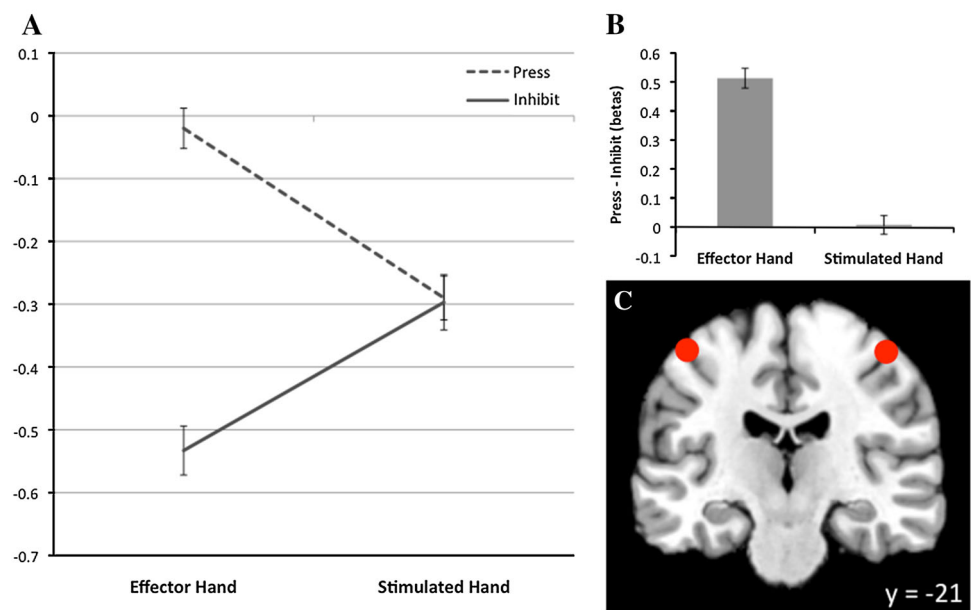 A
0.1
0
-0.1
-0.2
-0.3
-0.4
-0.5
-0.6
-0.7
Press
Inhibit
Effector Hand Stimulated Hand
B
Press - Inhibit (betas)
0.6
0.5
0.4
0.3
0.2
0.1
0
-0.1
Effector Hand Stimulated Hand
C
y = -21